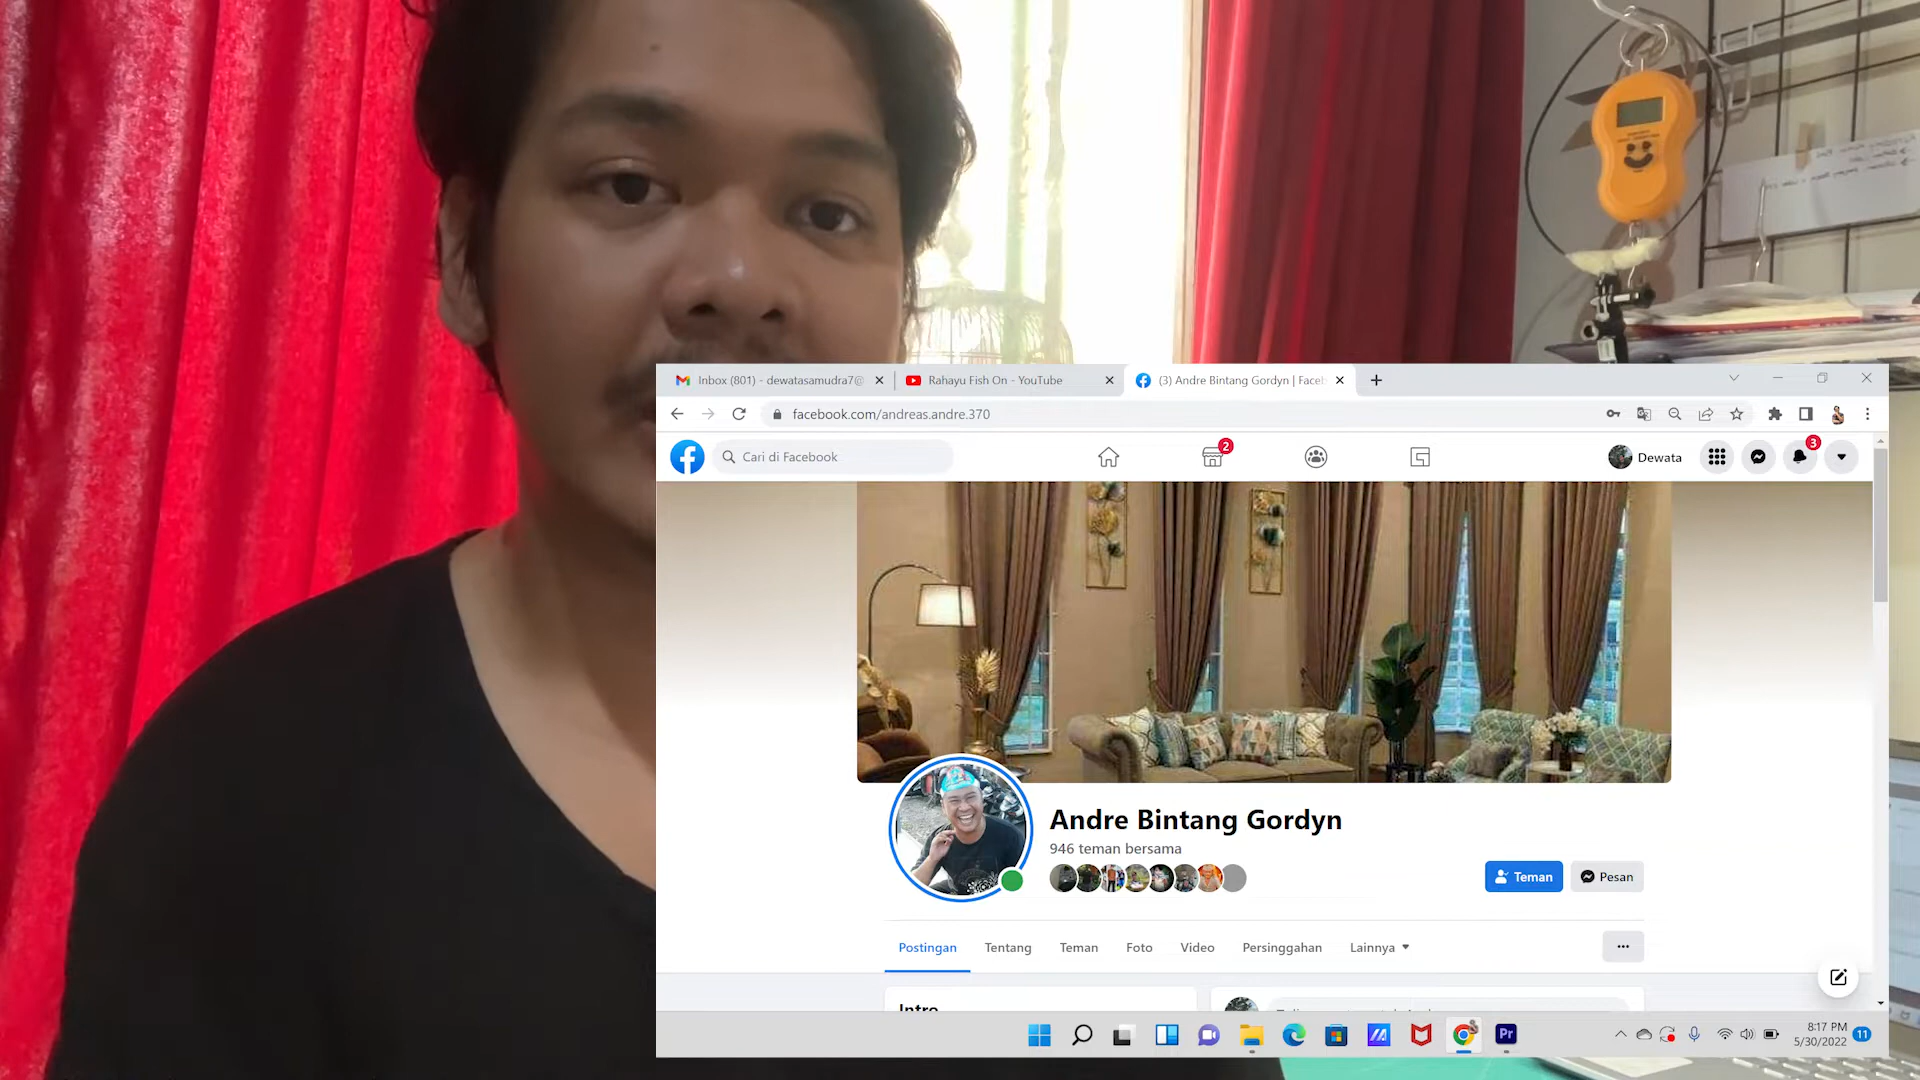 Inbox (801) - dewatasamudra7@
Rahayu Fish On - YouTube
(3) Andre Bintang Gordyn | Faceb
facebook.com/andreas.andre.370
Cari di Facebook
2
Dewata
3
Andre Bintang Gordyn
946 teman bersama
Teman
Pesan
Postingan
Tentang
Teman
Foto
Video
Persinggahan
Lainnya
Intro
8:17 PM
5/30/2022
11
Pr